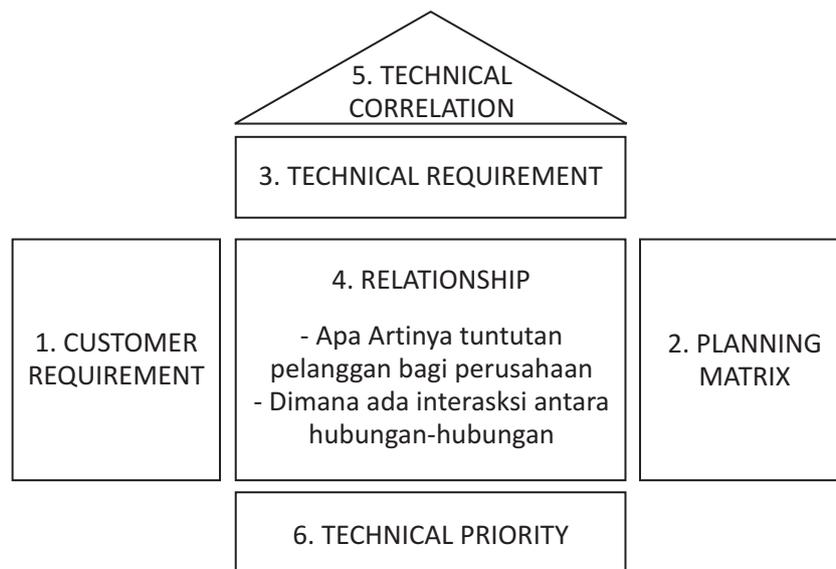 5. TECHNICAL
CORRELATION
3. TECHNICAL REQUIREMENT
1. CUSTOMER
REQUIREMENT
4. RELATIONSHIP
- Apa Artinya tuntutan
pelanggan bagi perusahaan
- Dimana ada interasksi antara
hubungan-hubungan
2. PLANNING
MATRIX
6. TECHNICAL PRIORITY